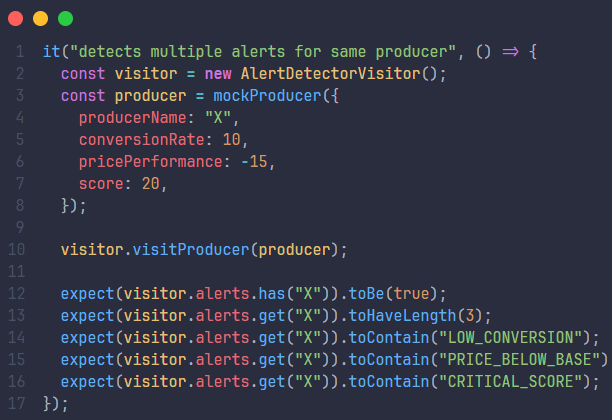 1 it("detects multiple alerts for same producer", () => {
2   const visitor = new AlertDetectorVisitor();
3   const producer = mockProducer({
4     producerName: "X",
5     conversionRate: 10,
6     pricePerformance: -15,
7     score: 20,
8   });
9
10   visitor.visitProducer(producer);
11
12   expect(visitor.alerts.has("X")).toBe(true);
13   expect(visitor.alerts.get("X")).toHaveLength(3);
14   expect(visitor.alerts.get("X")).toContain("LOW_CONVERSION");
15   expect(visitor.alerts.get("X")).toContain("PRICE_BELOW_BASE")
16   expect(visitor.alerts.get("X")).toContain("CRITICAL_SCORE");
17 });